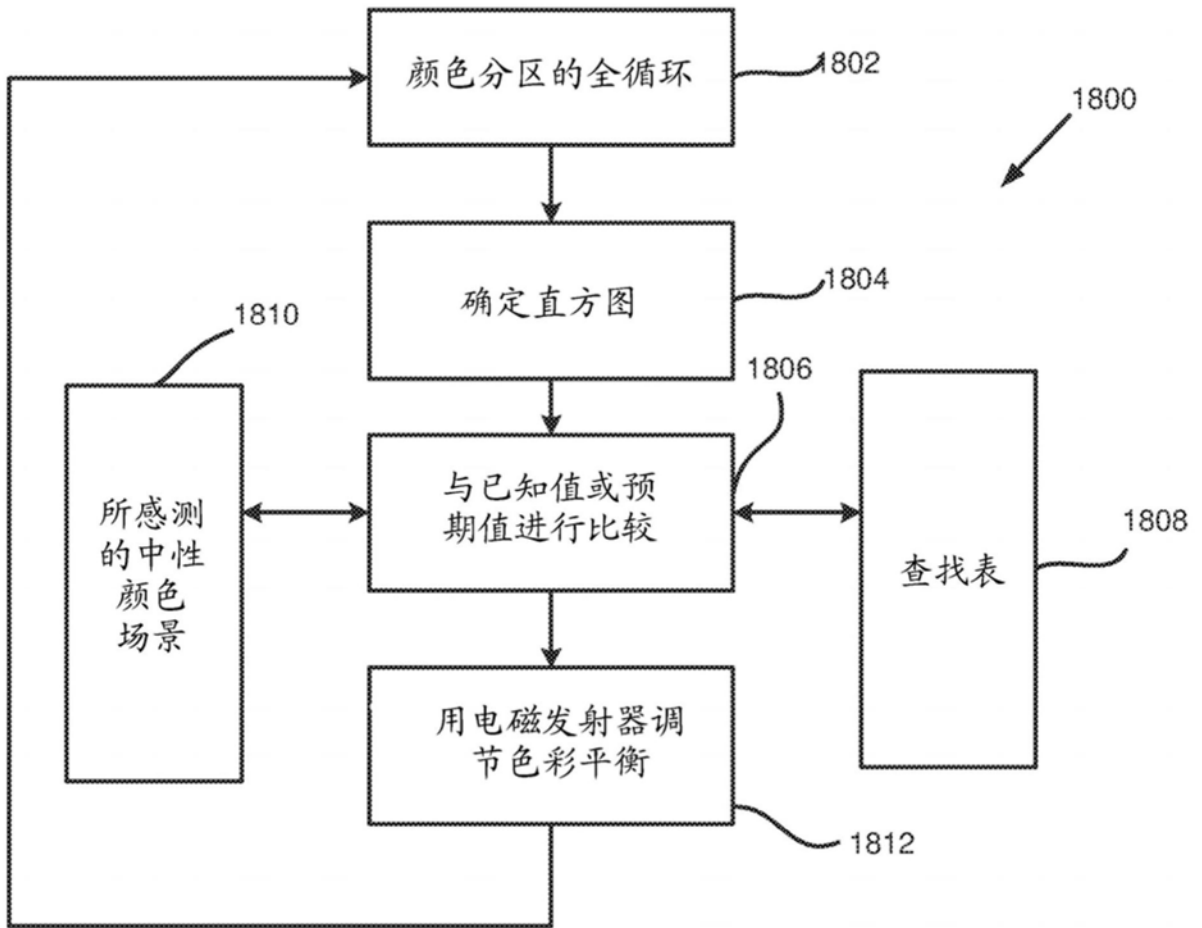 颜色分区的全循环
1802
1800
确定直方图
1804
1810
1806
所感测
的中性
颜色
场景
与已知值或预
期值进行比较
查找表
1808
用电磁发射器调
节色彩平衡
1812